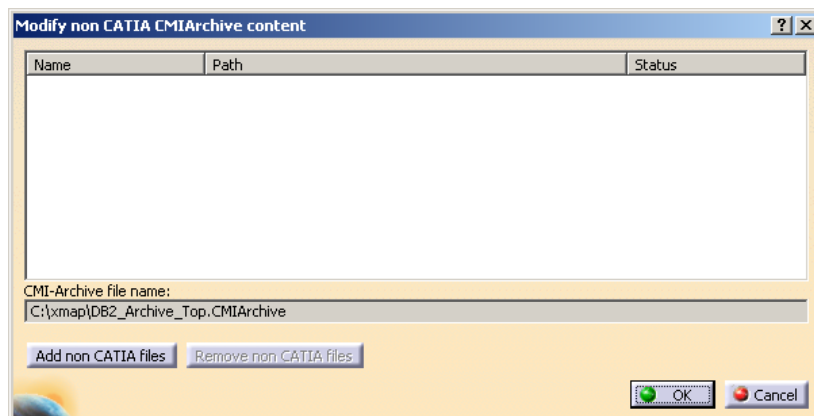 Modify non CATIA CMIArchive content
Name Path Status
CMI-Archive file name:
C:\xmap\DB2_Archive_Top.CMIArchive
Add non CATIA files Remove non CATIA files
OK Cancel